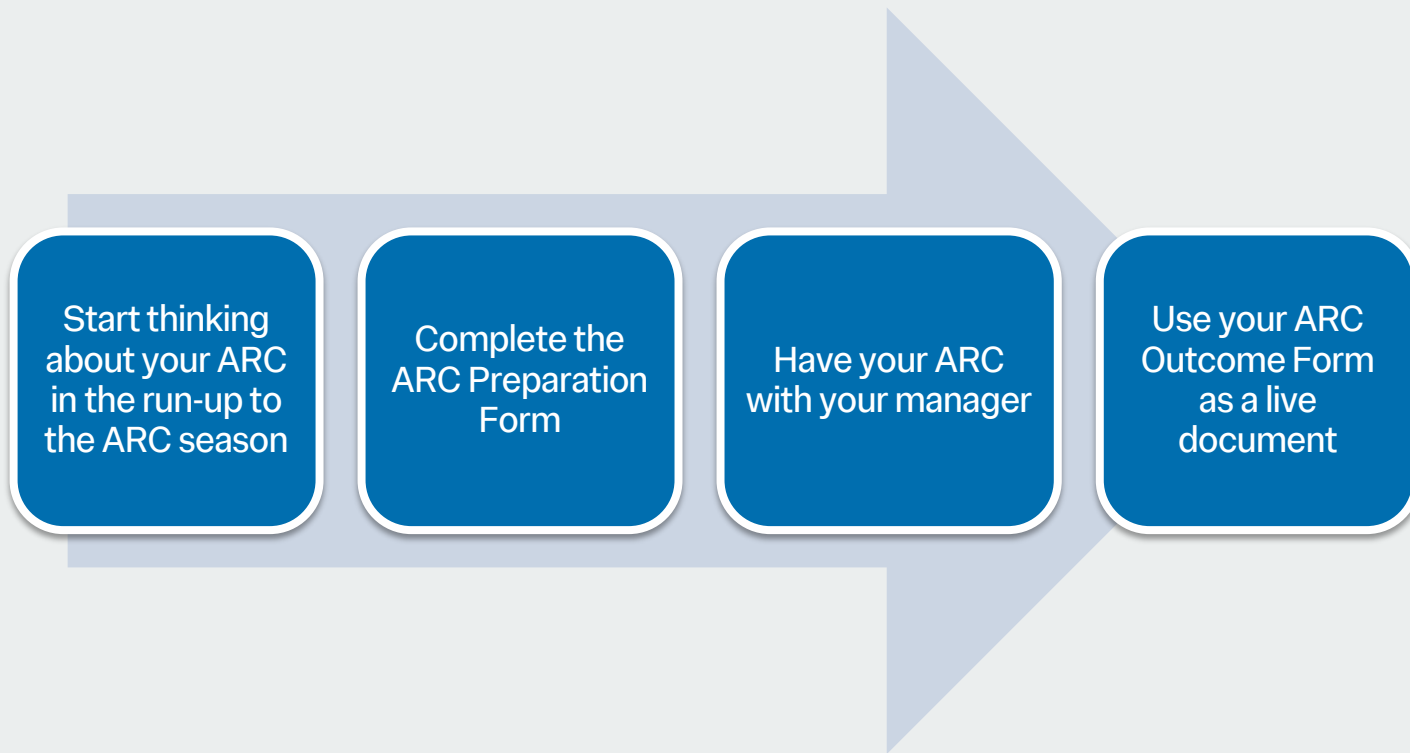 Start thinking
about your ARC
in the run-up to
the ARC season
Complete the
ARC Preparation
Form
Have your ARC
with your manager
Use your ARC
Outcome Form
as a live
document